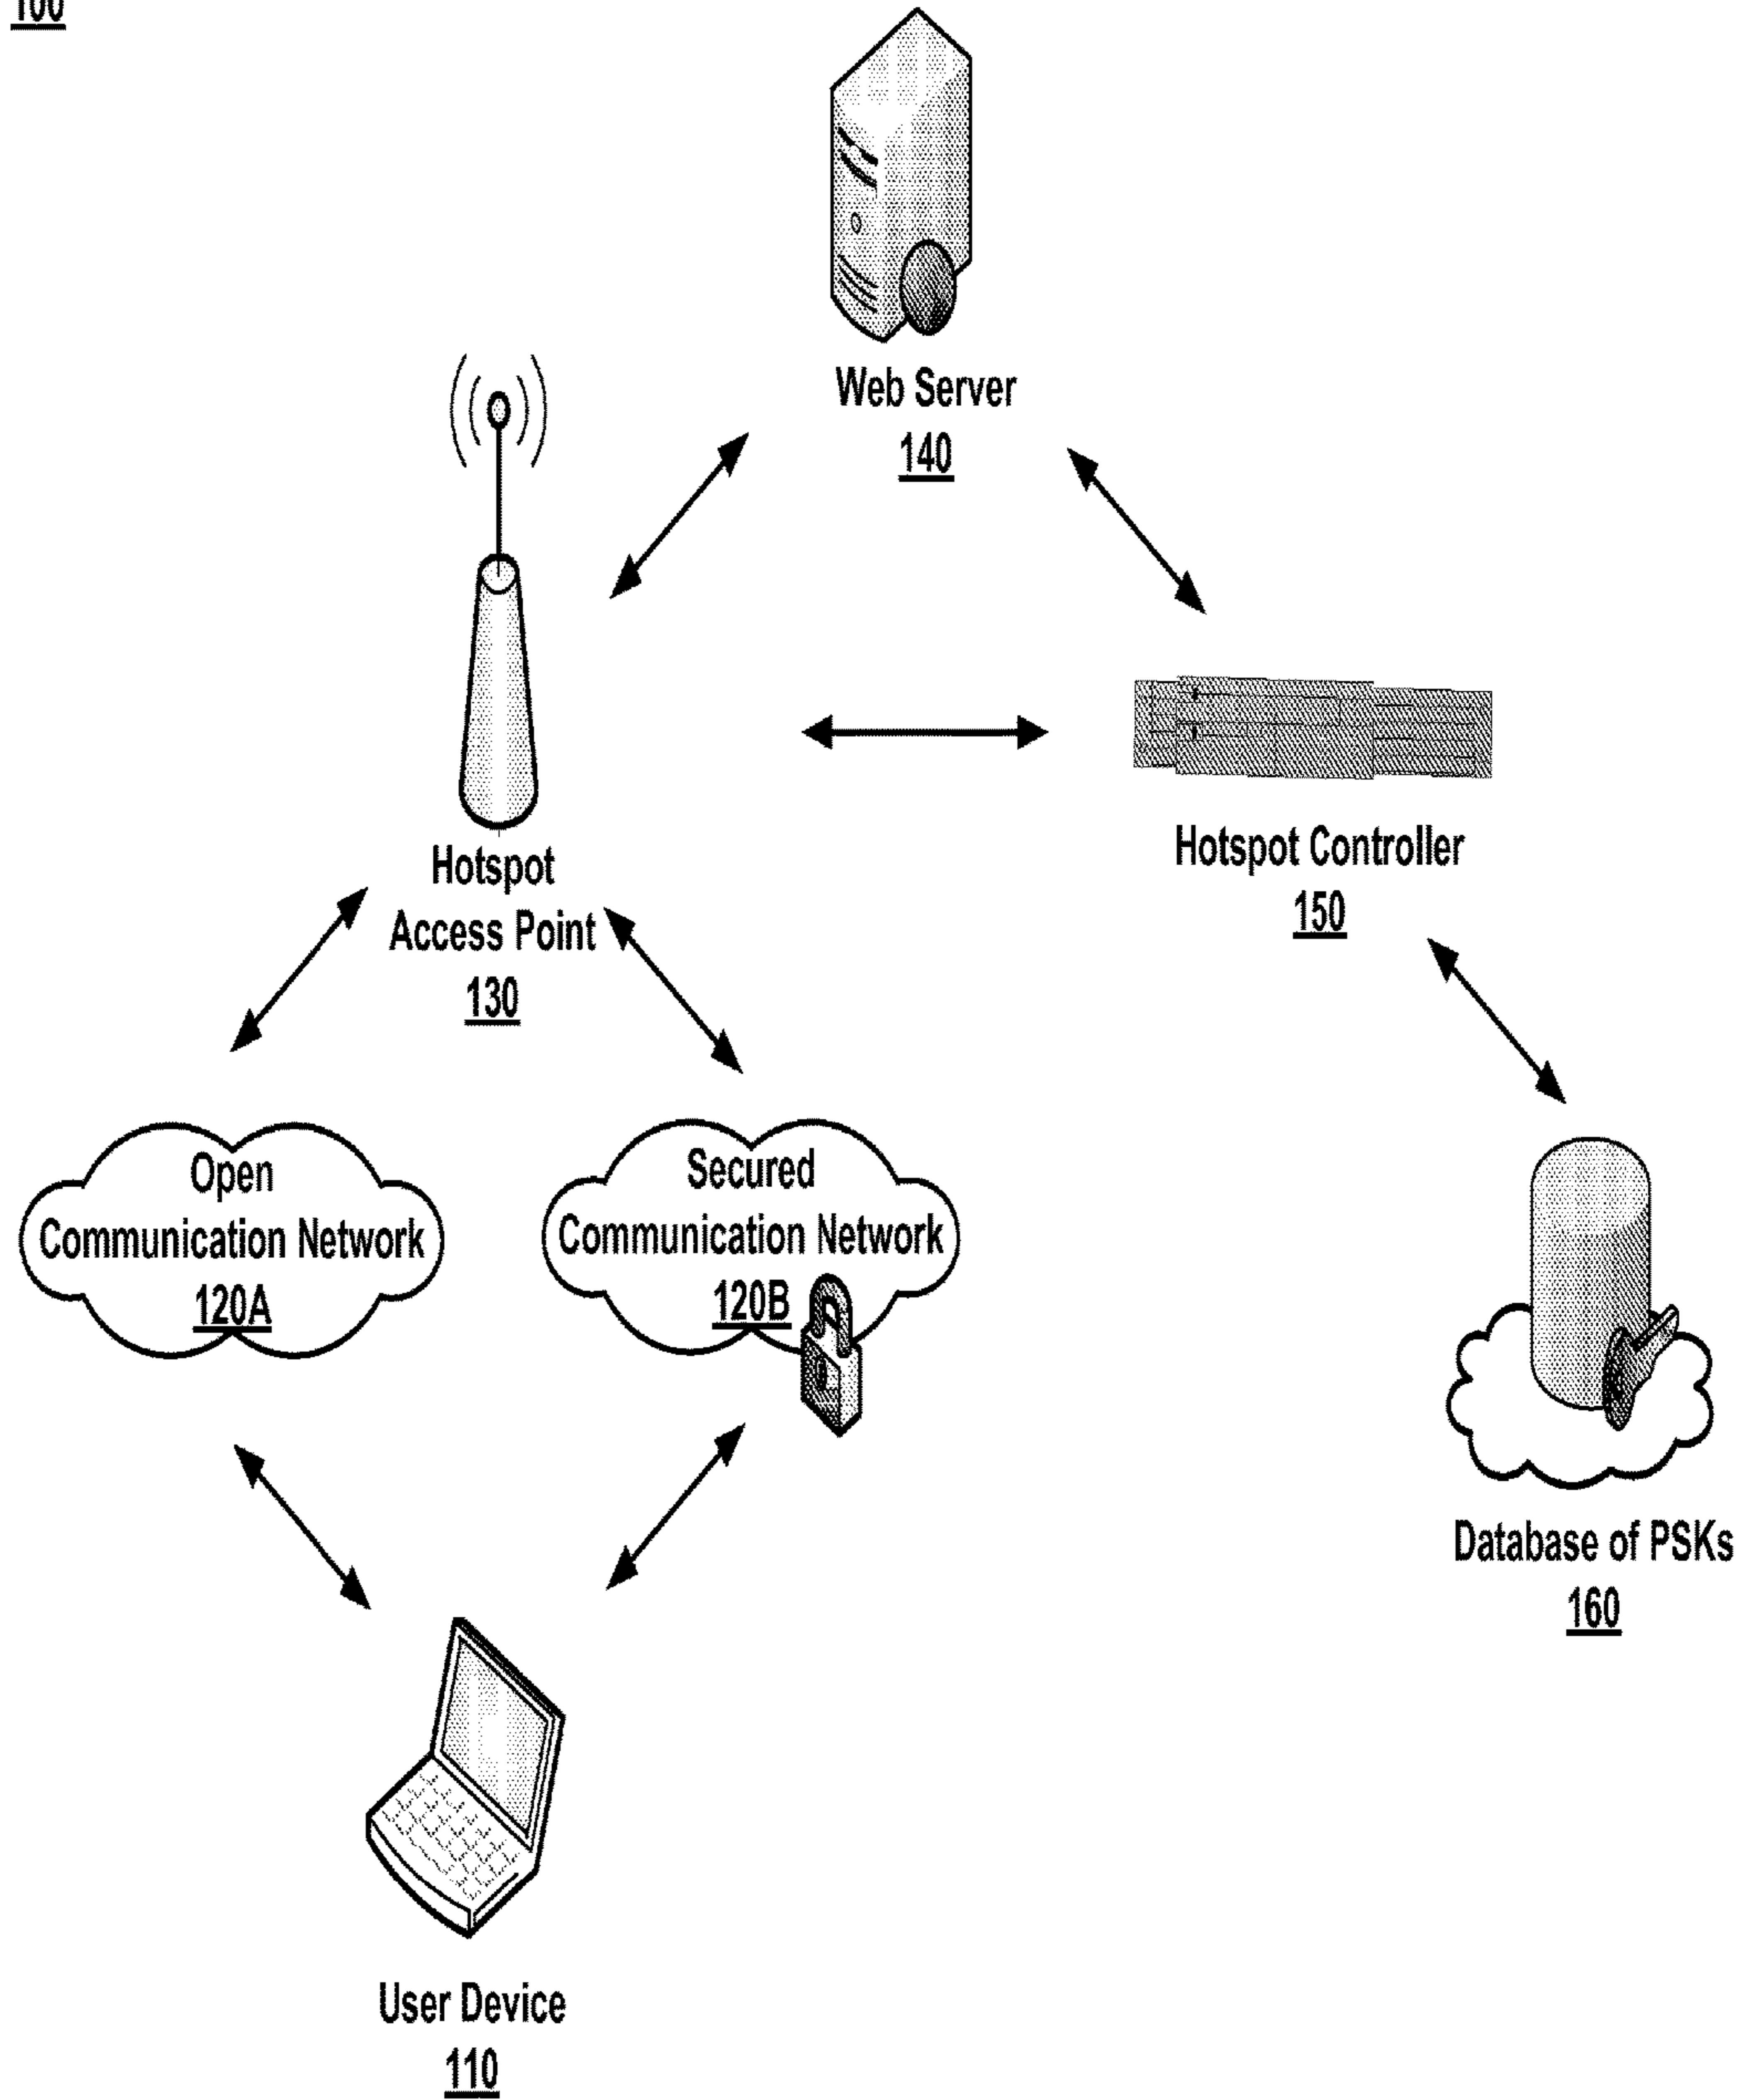 100
Web Server
140
Hotspot
Access Point
130
Hotspot Controller
150
Open
Communication Network
120A
Secured
Communication Network
120B
Database of PSKs
160
User Device
110